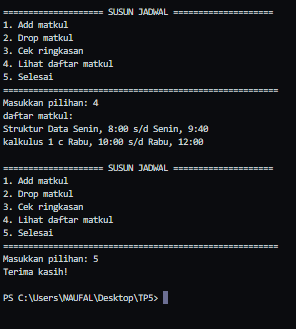 ==================== SUSUN JADWAL ====================
1. Add matkul
2. Drop matkul
3. Cek ringkasan
4. Lihat daftar matkul
5. Selesai
=======================================================
Masukkan pilihan: 4
daftar matkul:
Struktur Data Senin, 8:00 s/d Senin, 9:40
kalkulus 1 c Rabu, 10:00 s/d Rabu, 12:00
==================== SUSUN JADWAL ====================
1. Add matkul
2. Drop matkul
3. Cek ringkasan
4. Lihat daftar matkul
5. Selesai
=======================================================
Masukkan pilihan: 5
Terima kasih!
PS C:\Users\NAUFAL\Desktop\TP5>